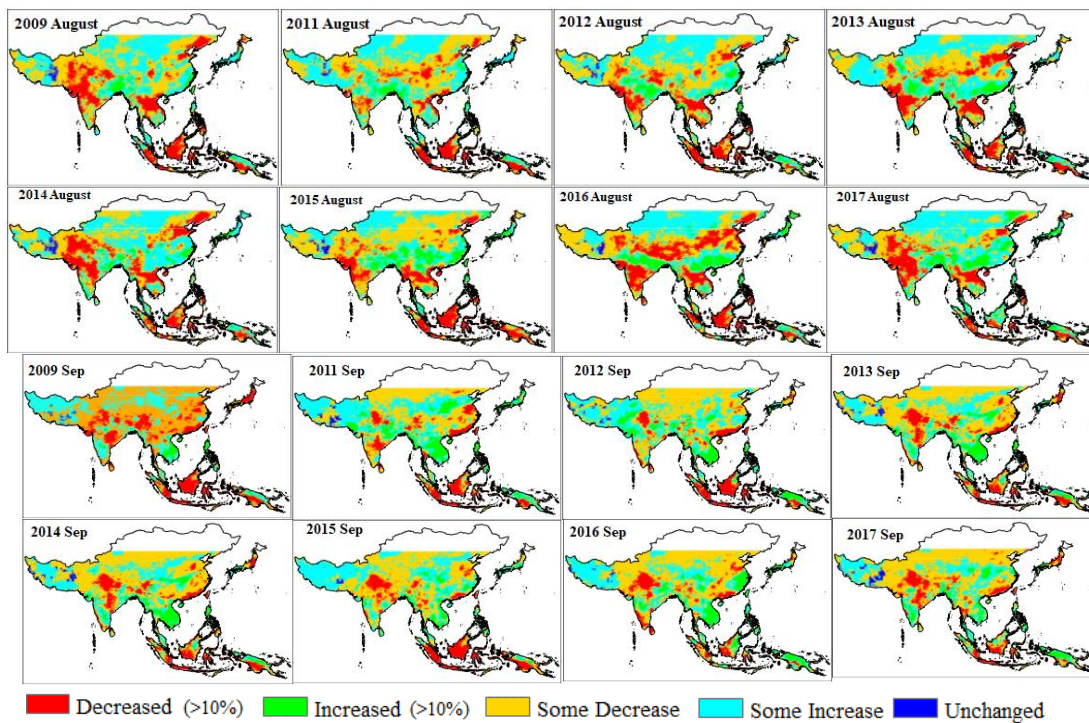 2009 August
2011 August
2012 August
2013 August
2014 August
2015 August
2016 August
2017 August
2009 Sep
2011 Sep
2012 Sep
2013 Sep
2014 Sep
2015 Sep
2016 Sep
2017 Sep
Decreased (>10%) Increased (>10%) Some Decrease Some Increase Unchanged